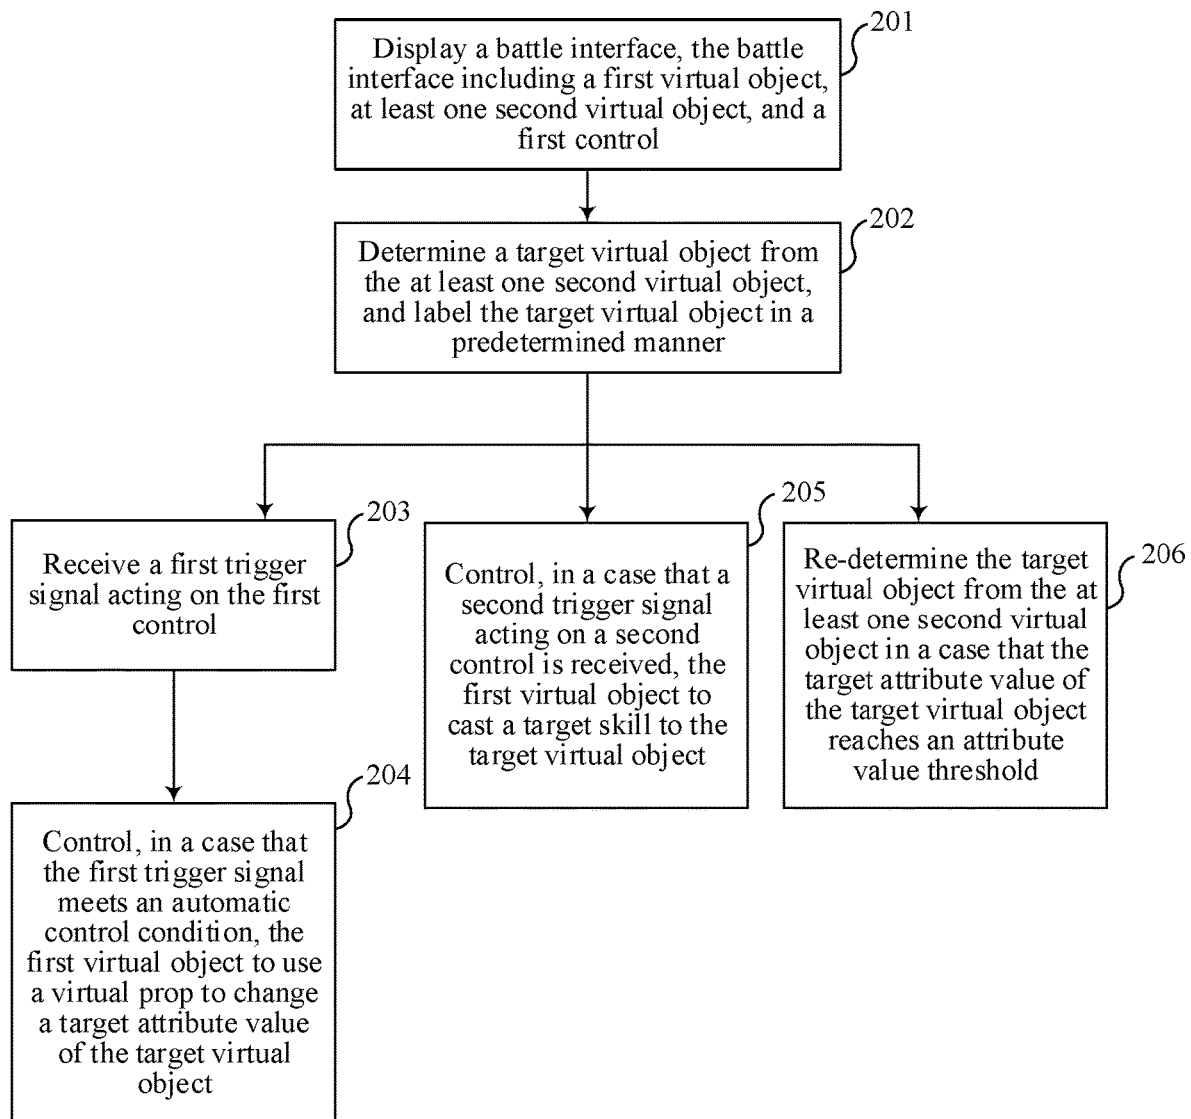 201
Display a battle interface, the battle
interface including a first virtual object,
at least one second virtual object, and a
first control
202
Determine a target virtual object from
the at least one second virtual object,
and label the target virtual object in a
predetermined manner
203
Receive a first trigger
signal acting on the first
control
204
Control, in a case that
the first trigger signal
meets an automatic
control condition, the
first virtual object to use
a virtual prop to change
a target attribute value
of the target virtual
object
205
Control, in a case that a
second trigger signal
acting on a second
control is received, the
first virtual object to
cast a target skill to the
target virtual object
206
Re-determine the target
virtual object from the at
least one second virtual
object in a case that the
target attribute value of
the target virtual object
reaches an attribute
value threshold